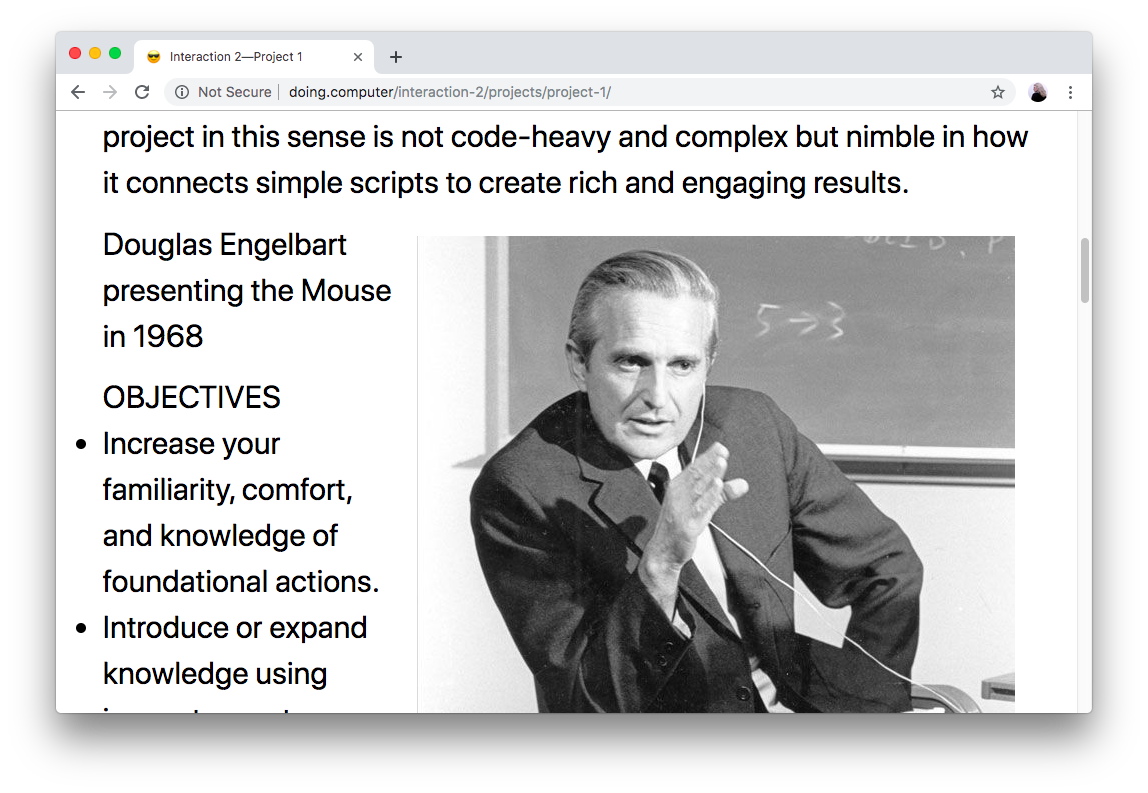 Interaction 2—Project 1
Not Secure
doing.computer/interaction-2/projects/project-1/
project in this sense is not code-heavy and complex but nimble in how
it connects simple scripts to create rich and engaging results.
Douglas Engelbart
presenting the Mouse
in 1968
OBJECTIVES
Increase your
familiarity, comfort,
and knowledge of
foundational actions.
Introduce or expand
knowledge using
5→3